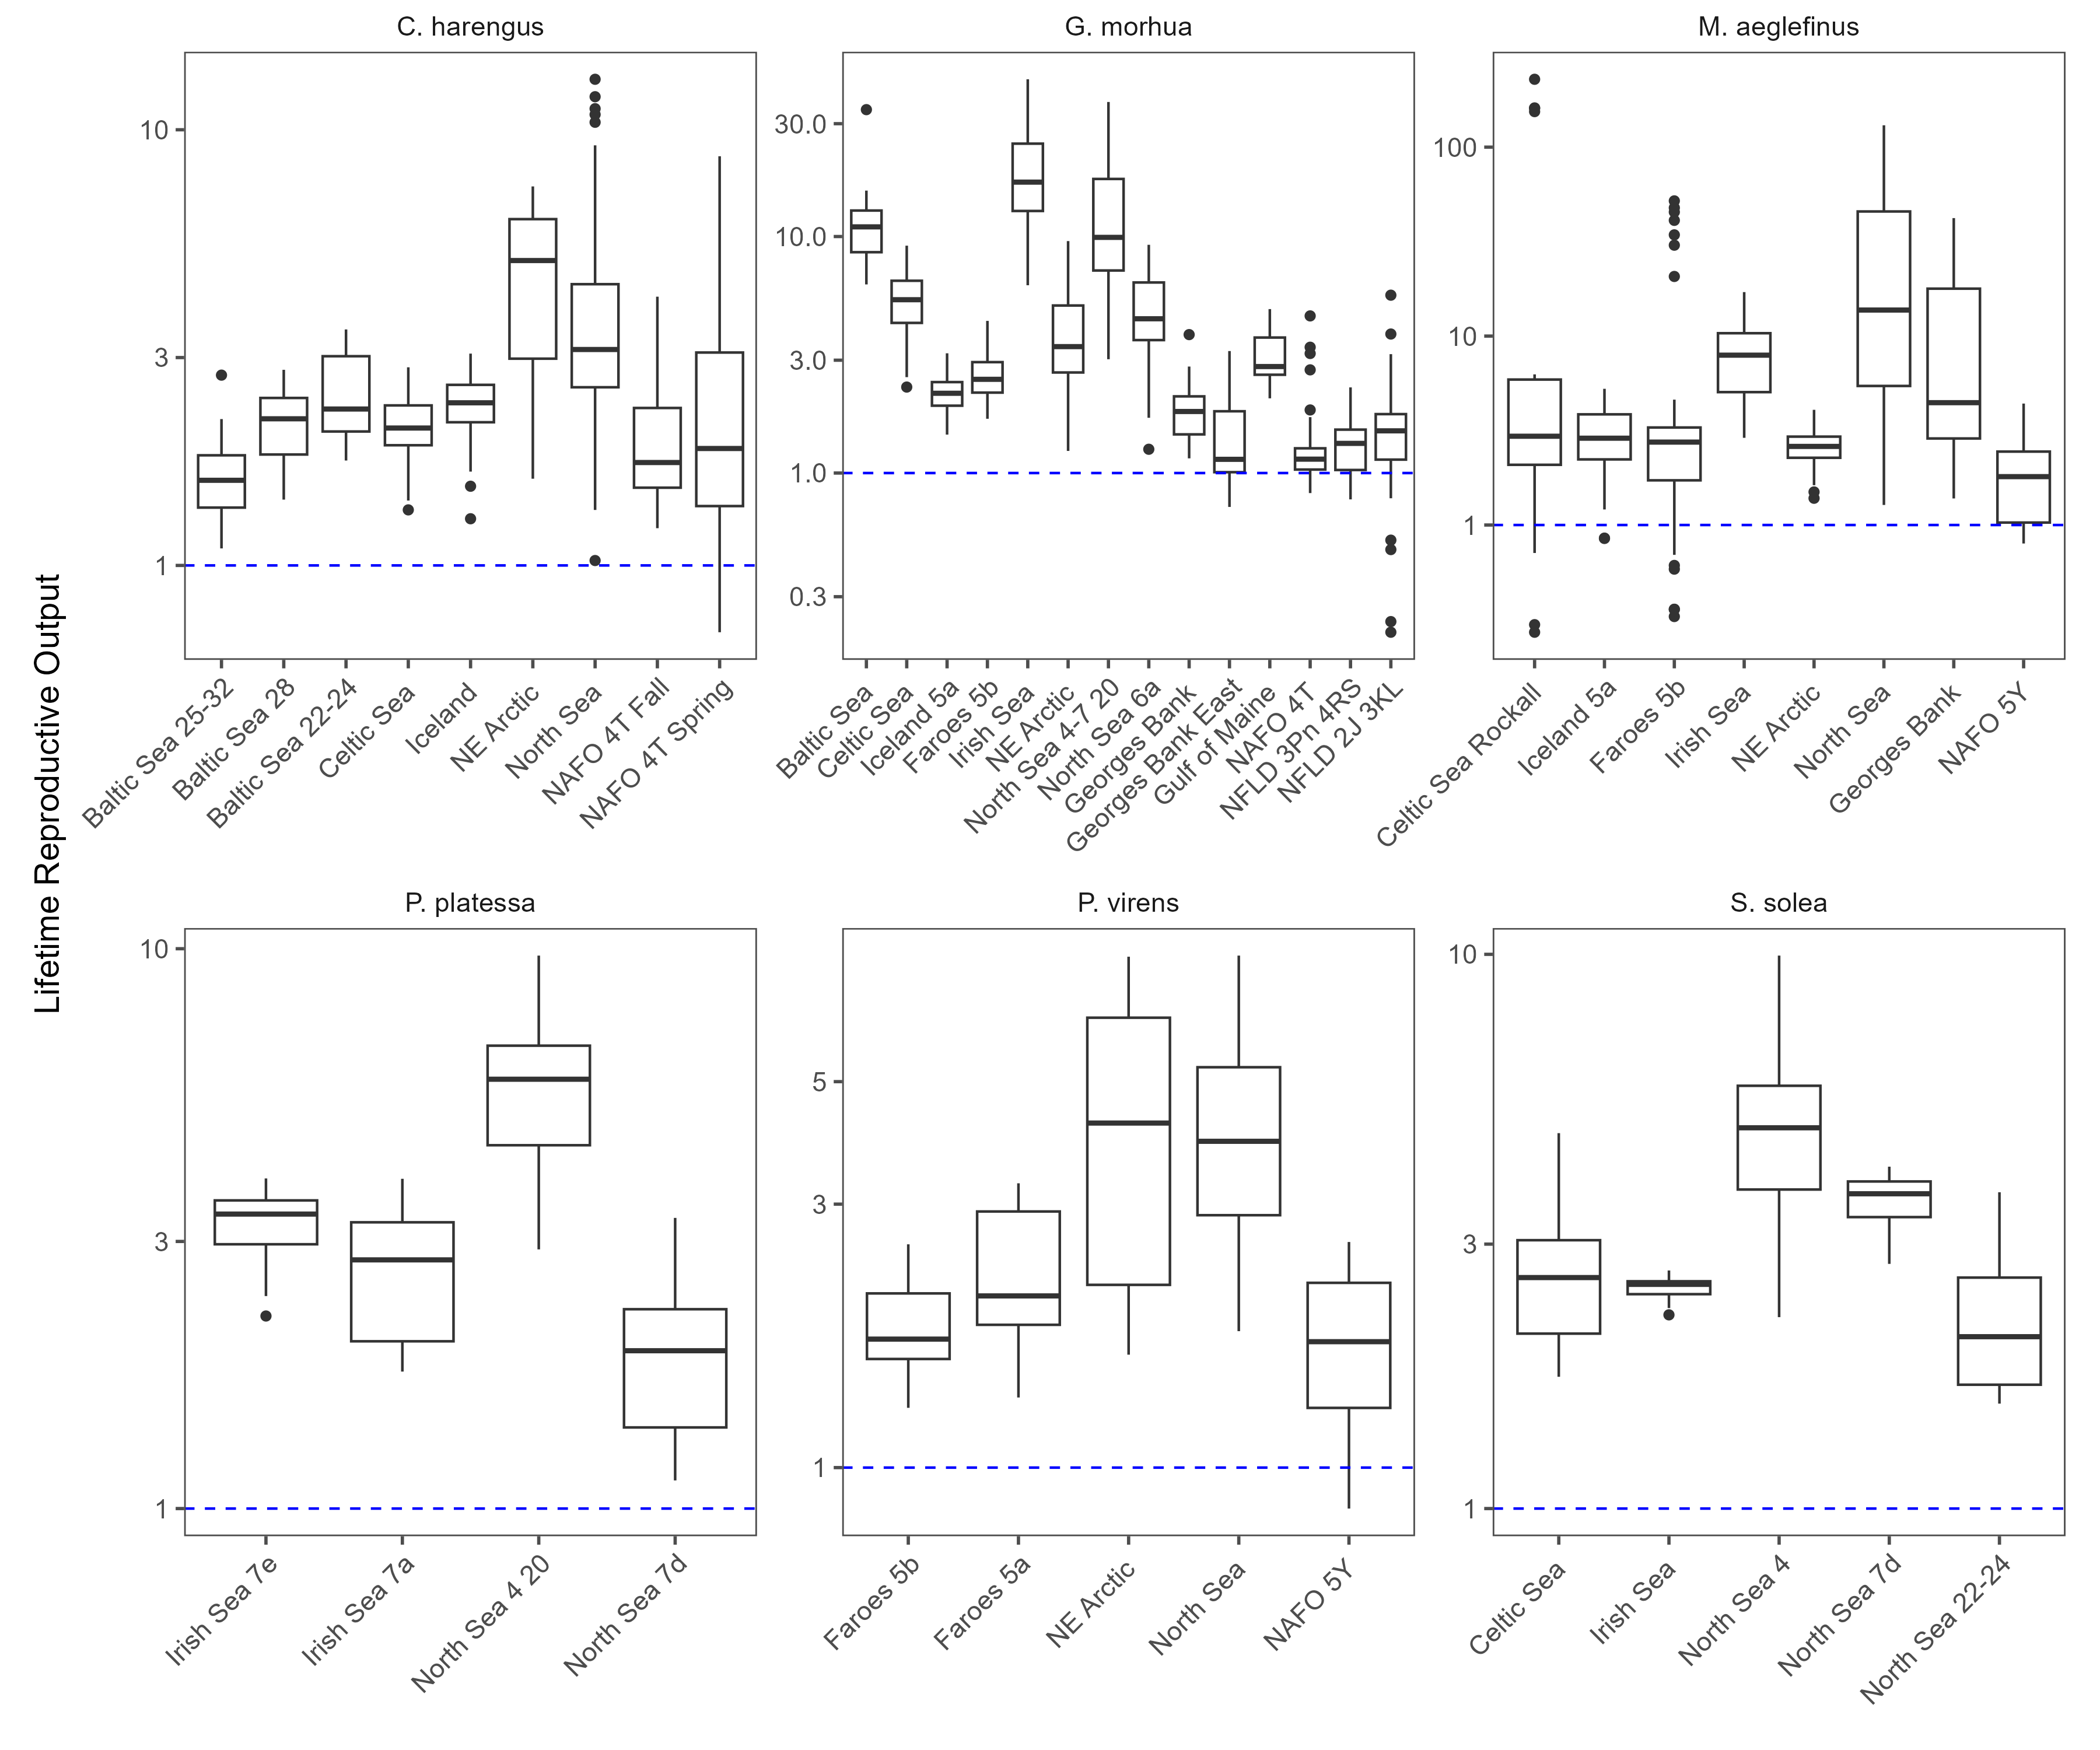 C. harengus
G. morhua
M. aeglefinus
Lifetime Reproductive Output
10
3
1
Baltic Sea 25-32
Baltic Sea 28
Baltic Sea 22-24
Celtic Sea
Iceland
NE Arctic
North Sea
NAFO 4T Fall
NAFO 4T Spring
30.0
10.0
3.0
1.0
0.3
Baltic Sea
Celtic Sea
Iceland 5a
Faroes 5b
Irish Sea
NE Arctic
North Sea 4-7 20
North Sea 6a
Georges Bank
Georges Bank East
Gulf of Maine
NAFO 4T
NFLD 3Pn 4RS
NFLD 2J 3KL
100
10
1
Celtic Sea Rockall
Iceland 5a
Faroes 5b
Irish Sea
NE Arctic
North Sea
Georges Bank
NAFO 5Y
P. platessa
P. virens
S. solea
10
3
1
Irish Sea 7e
Irish Sea 7a
North Sea 4 20
North Sea 7d
5
3
1
Faroes 5b
Faroes 5a
NE Arctic
North Sea
NAFO 5Y
10
3
1
Celtic Sea
Irish Sea
North Sea 4
North Sea 7d
North Sea 22-24